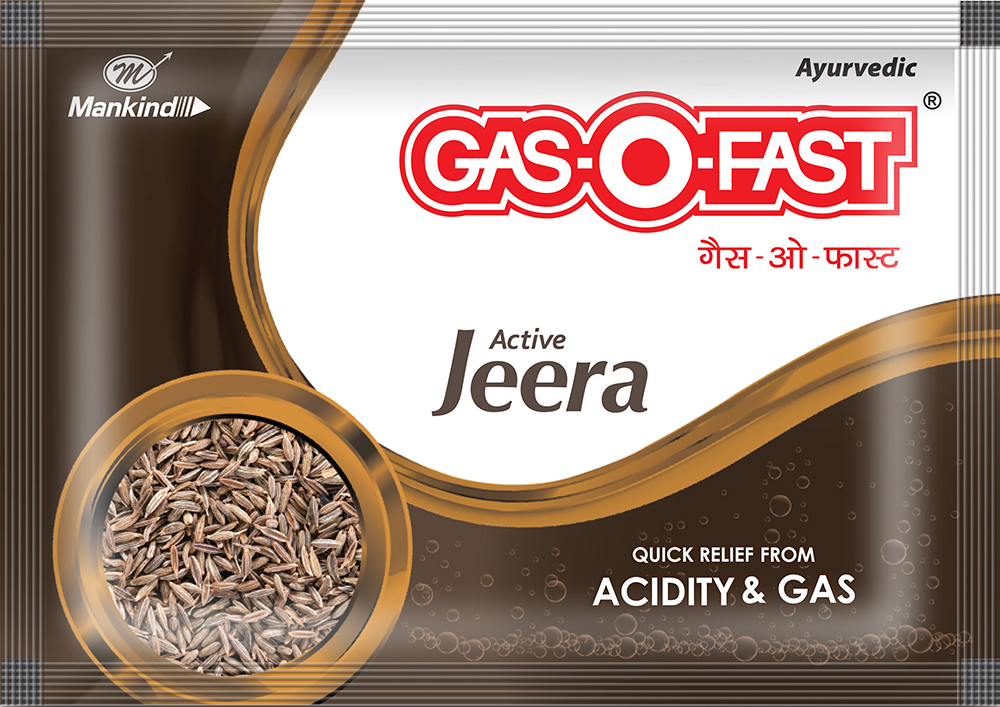 Mankind
Ayurvedic
GAS-O-FAST®
गैस - ओ - फास्ट
Active
Jeera
QUICK RELIEF FROM
ACIDITY & GAS